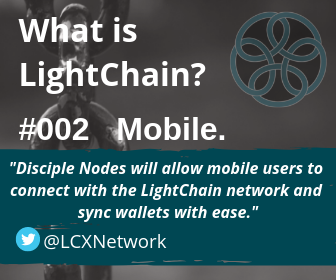 What is
LightChain?
#002 Mobile.
"Disciple Nodes will allow mobile users to
connect with the LightChain network and
sync wallets with ease."
@LCXNetwork